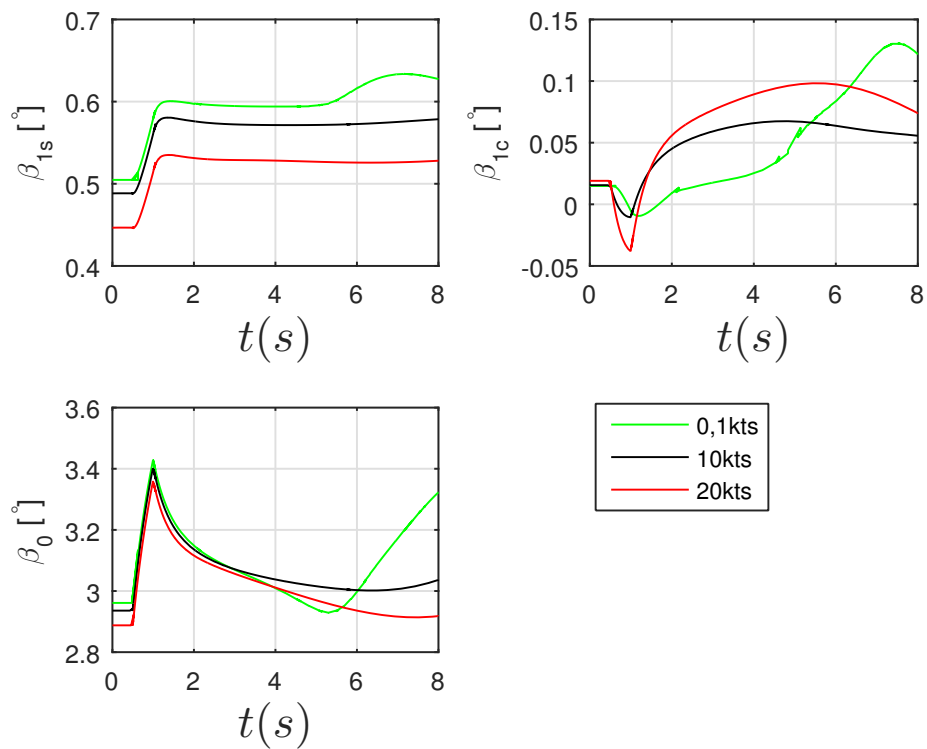 0.7
0.6
0.5
0.4
β1s [°]
0 2 4 6 8
t(s)
0.15
0.1
0.05
0
-0.05
β1c [°]
0 2 4 6 8
t(s)
3.6
3.4
3.2
3
2.8
β0 [°]
0 2 4 6 8
t(s)
0,1kts
10kts
20kts